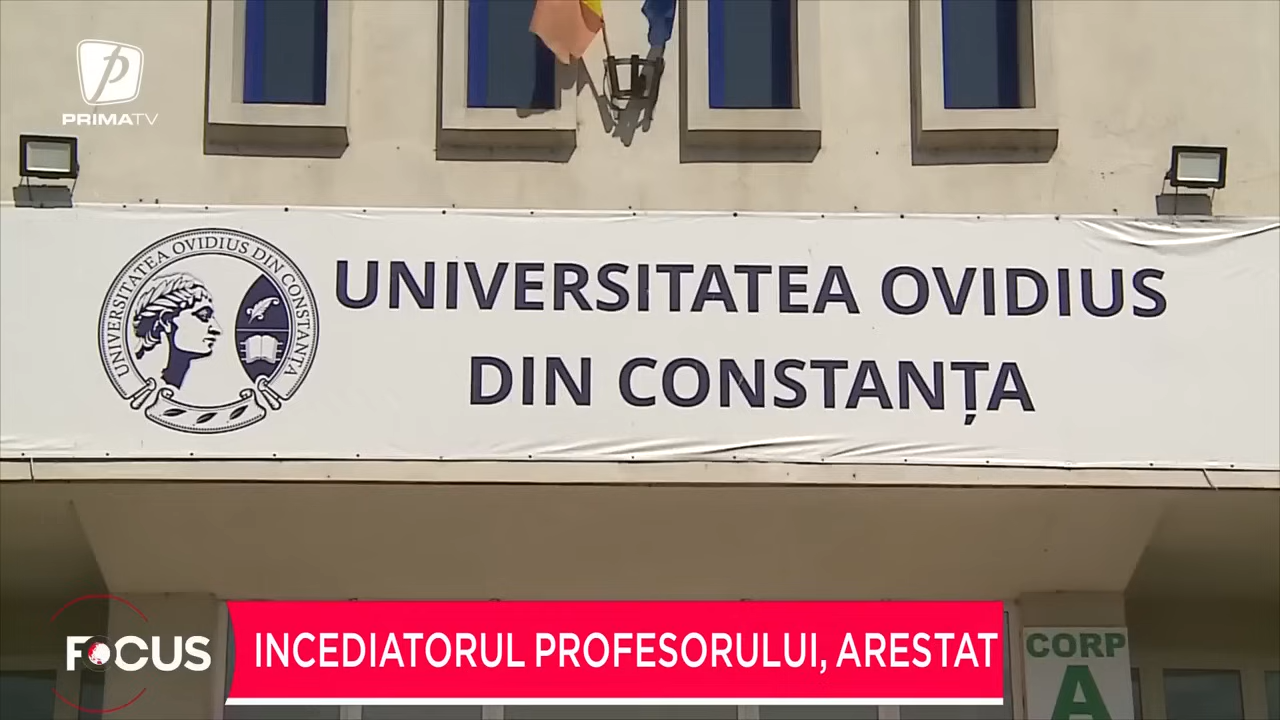 PRIMATV
UNIVERSITATEA OVIDIUS DIN CONSTANȚA
UNIVERSITATEA OVIDIUS
DIN CONSTANȚA
FOCUS
INCEDIATORUL PROFESORULUI, ARESTAT
CORP
A